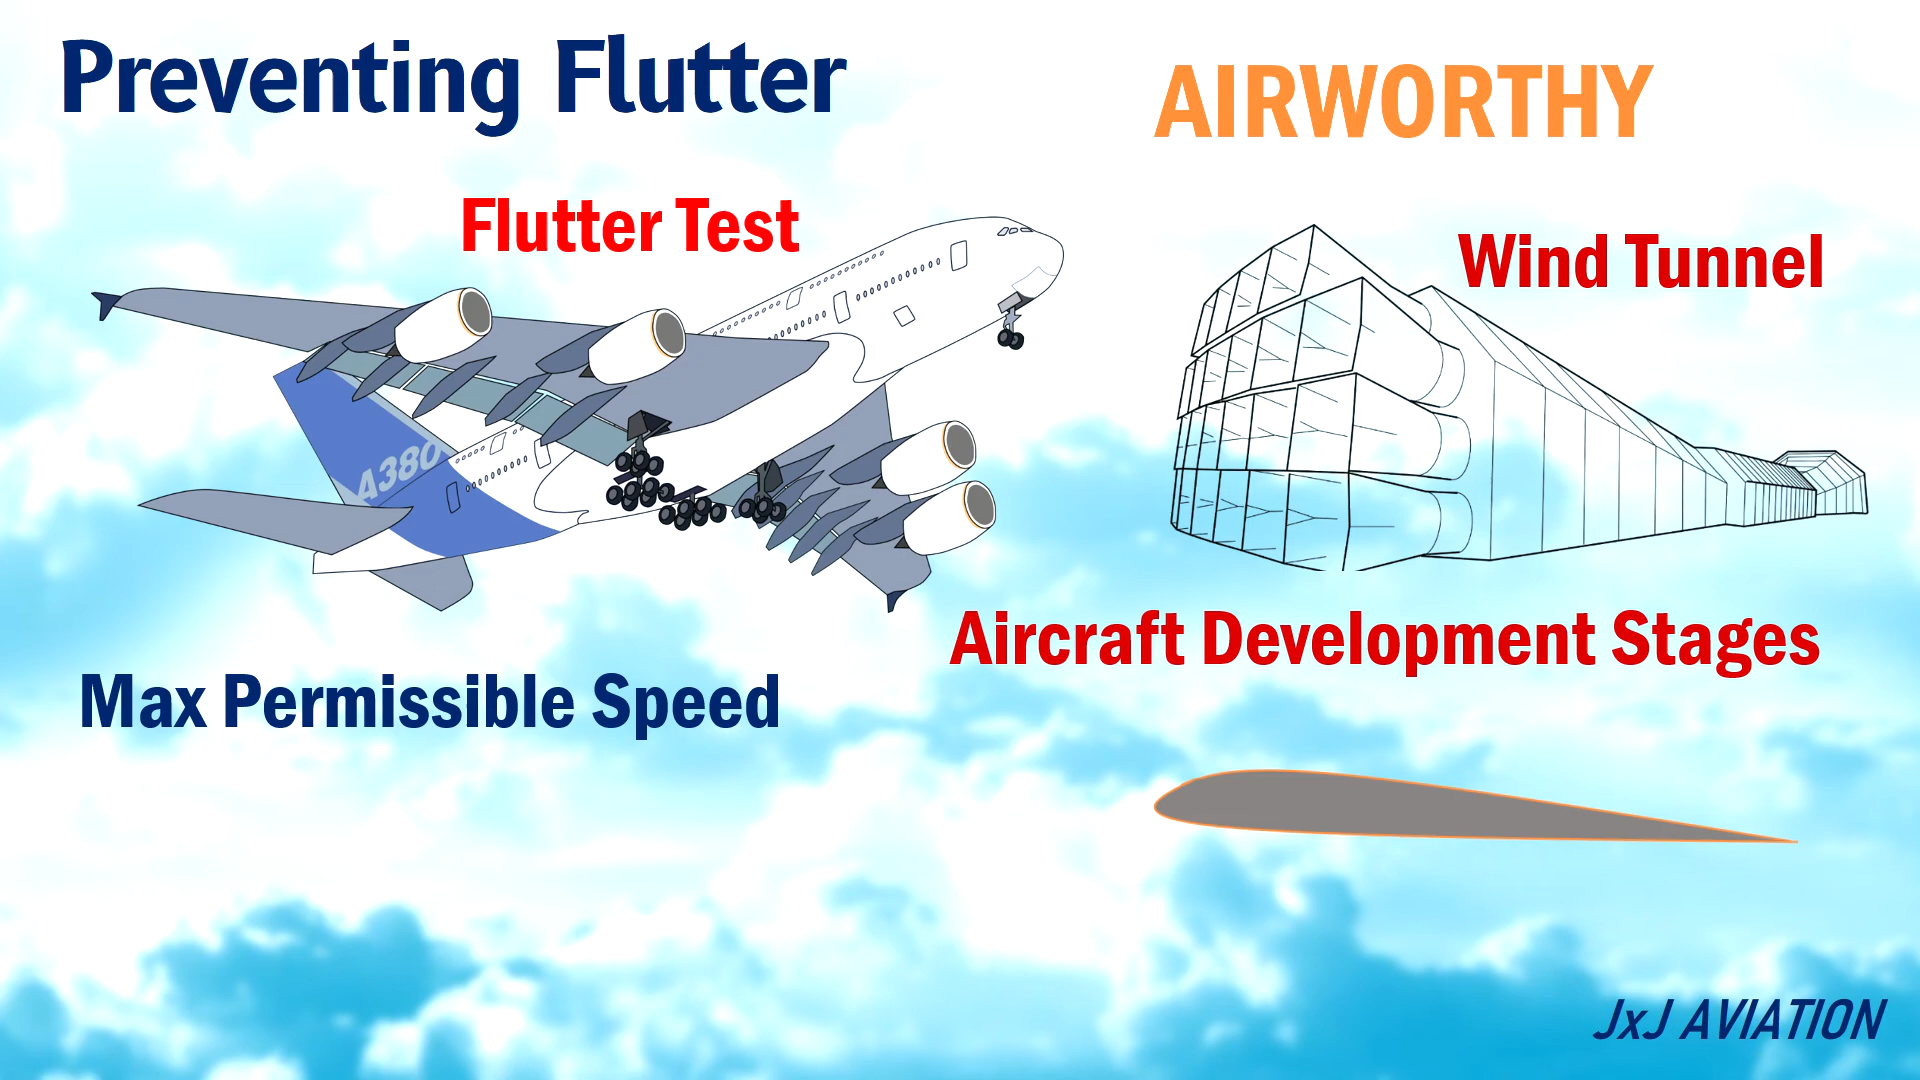 Preventing Flutter
AIRWORTHY
Flutter Test
Wind Tunnel
A380
Aircraft Development Stages
Max Permissible Speed
JxJ AVIATION